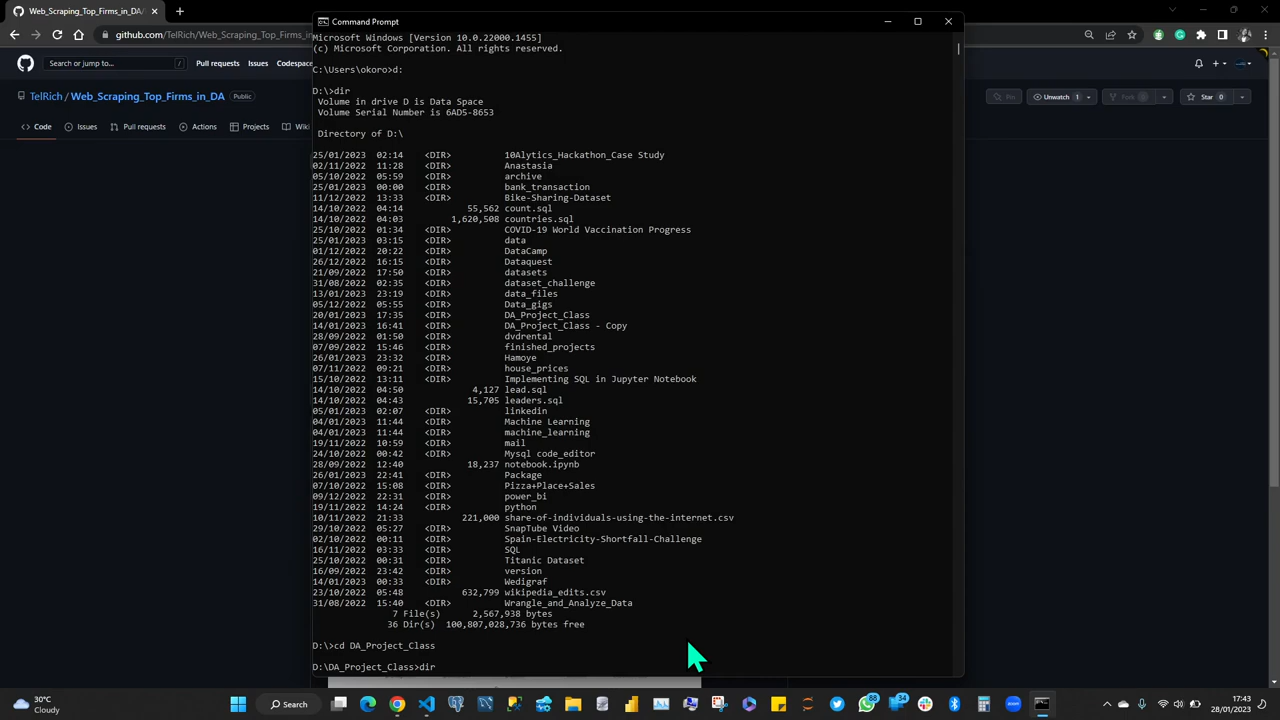 Web_Scraping_Top_Firms_in_DA/
github.com/TelRich/Web_Scraping_Top_Firms_
Search or jump to...
/
Pull requests
Issues
Codespaces
TelRich / Web_Scraping_Top_Firms_in_DA
Public
Pin
Unwatch
1
Fork
0
Star
0
Code
Issues
Pull requests
Actions
Projects
Wiki
Command Prompt
Microsoft Windows [Version 10.0.22000.1455]
(c) Microsoft Corporation. All rights reserved.
C:\Users\okoro>d:
D:\>dir
Volume in drive D is Data Space
Volume Serial Number is 6AD5-8653
Directory of D:\
25/01/2023 02:14 <DIR> 10Alytics_Hackathon_Case Study
02/11/2022 11:28 <DIR> Anastasia
05/10/2022 05:59 <DIR> archive
25/01/2023 00:00 <DIR> bank_transaction
11/12/2022 13:33 <DIR> Bike-Sharing-Dataset
14/10/2022 04:14 55,562 count.sql
14/10/2022 04:03 1,620,508 countries.sql
25/10/2022 01:34 <DIR> COVID-19 World Vaccination Progress
25/01/2023 03:15 <DIR> data
01/12/2022 20:22 <DIR> DataCamp
26/12/2022 16:15 <DIR> Dataquest
21/09/2022 17:50 <DIR> datasets
31/08/2022 02:35 <DIR> dataset_challenge
13/01/2023 23:19 <DIR> data_files
05/12/2022 05:55 <DIR> Data_gigs
20/01/2023 17:35 <DIR> DA_Project_Class
14/01/2023 16:41 <DIR> DA_Project_Class - Copy
28/09/2022 01:50 <DIR> dvdrental
07/09/2022 15:46 <DIR> finished_projects
26/01/2023 23:32 <DIR> Hamoye
07/11/2022 09:21 <DIR> house_prices
15/10/2022 13:11 <DIR> Implementing SQL in Jupyter Notebook
14/10/2022 04:50 4,127 lead.sql
14/10/2022 04:43 15,705 leaders.sql
05/01/2023 02:07 <DIR> linkedin
04/01/2023 11:44 <DIR> Machine Learning
04/01/2023 11:44 <DIR> machine_learning
19/11/2022 10:59 <DIR> mail
24/10/2022 00:42 <DIR> Mysql code_editor
28/09/2022 12:40 18,237 notebook.ipynb
26/01/2023 22:41 <DIR> Package
07/10/2022 15:08 <DIR> Pizza+Place+Sales
09/12/2022 22:31 <DIR> power_bi
19/11/2022 14:24 <DIR> python
10/11/2022 21:33 221,000 share-of-individuals-using-the-internet.csv
29/10/2022 05:27 <DIR> SnapTube Video
02/10/2022 00:11 <DIR> Spain-Electricity-Shortfall-Challenge
16/11/2022 03:33 <DIR> SQL
25/10/2022 00:31 <DIR> Titanic Dataset
16/09/2022 23:42 <DIR> version
14/01/2023 00:33 <DIR> Wedigraf
23/10/2022 05:48 632,799 wikipedia_edits.csv
31/08/2022 15:40 <DIR> Wrangle_and_Analyze_Data
7 File(s) 2,567,938 bytes
36 Dir(s) 100,807,028,736 bytes free
D:\>cd DA_Project_Class
D:\DA_Project_Class>dir
30°C
Cloudy
Search
88
34
17:43
28/01/2023